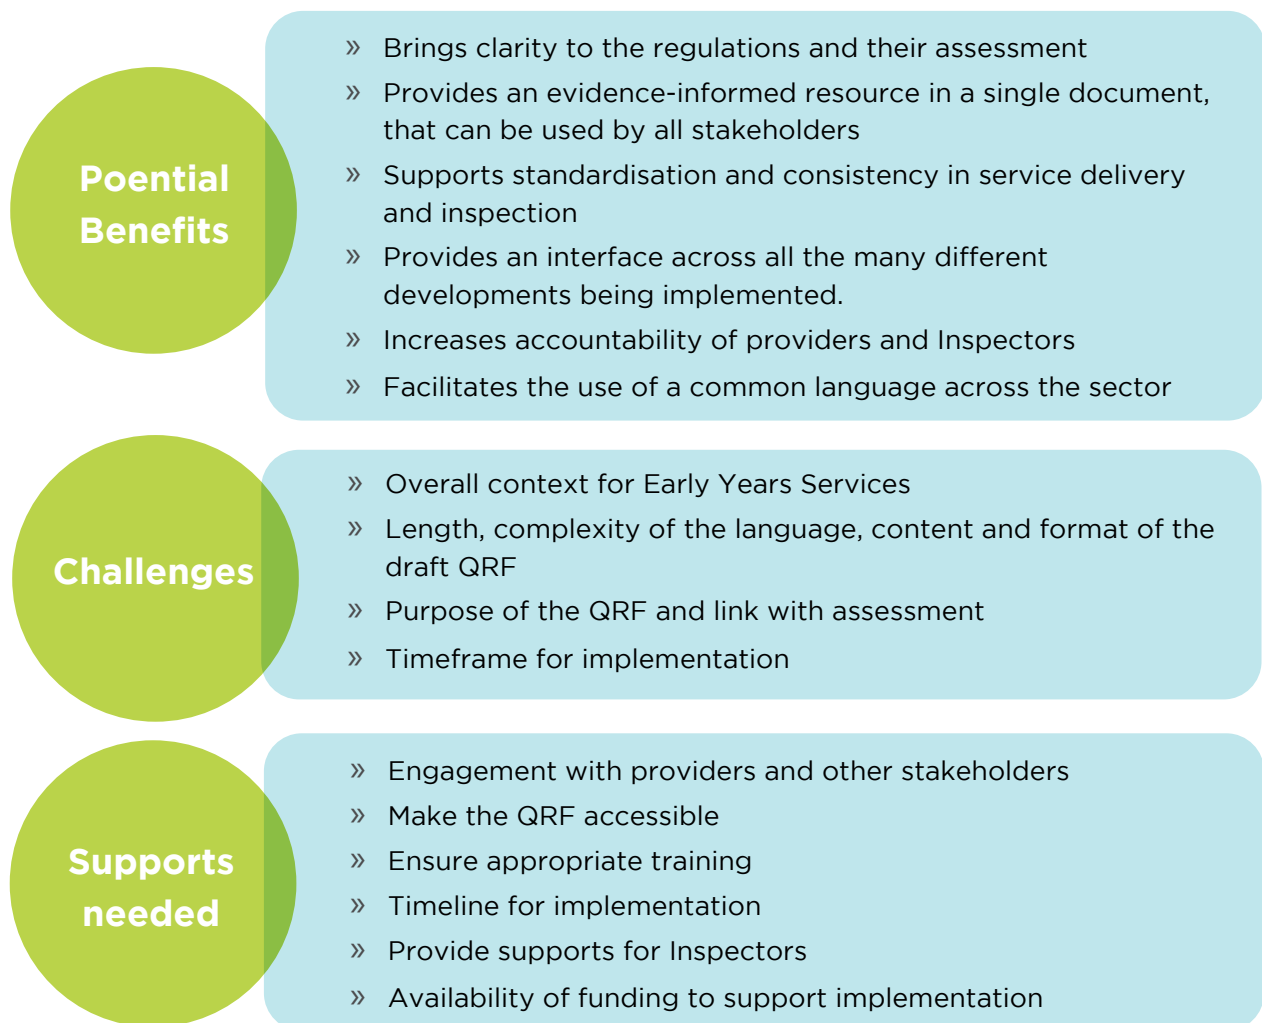 Poential
Benefits
» Brings clarity to the regulations and their assessment
» Provides an evidence-informed resource in a single document,
that can be used by all stakeholders
» Supports standardisation and consistency in service delivery
and inspection
» Provides an interface across all the many different
developments being implemented.
» Increases accountability of providers and Inspectors
» Facilitates the use of a common language across the sector
Challenges
» Overall context for Early Years Services
» Length, complexity of the language, content and format of the
draft QRF
» Purpose of the QRF and link with assessment
» Timeframe for implementation
Supports
needed
» Engagement with providers and other stakeholders
» Make the QRF accessible
» Ensure appropriate training
» Timeline for implementation
» Provide supports for Inspectors
» Availability of funding to support implementation